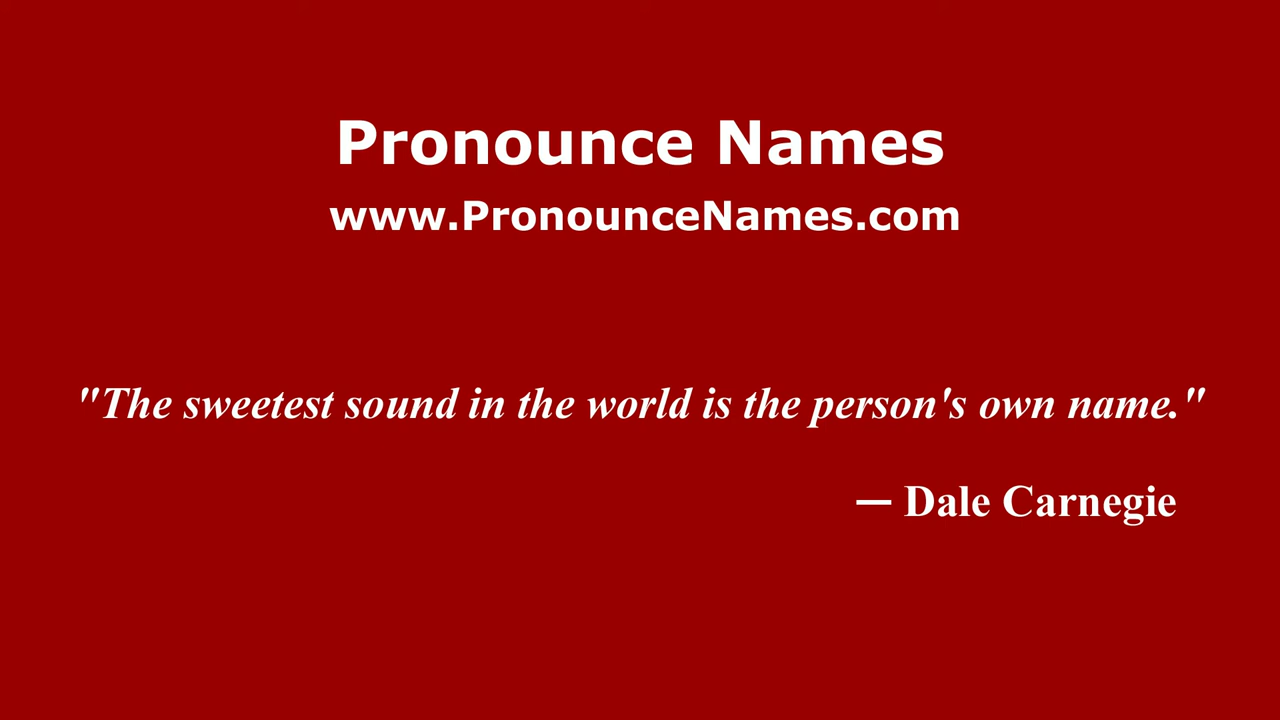 Pronounce Names
www.PronounceNames.com
"The sweetest sound in the world is the person's own name."
— Dale Carnegie